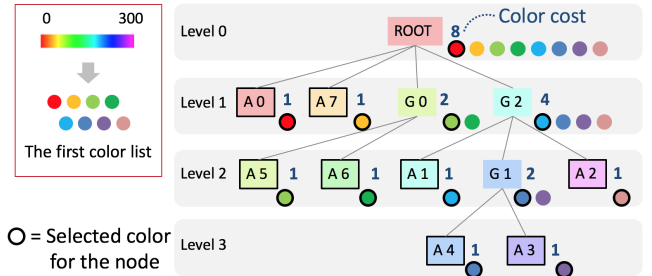 0 300
The first color list
= Selected color
for the node
Level 0
ROOT 8 Color cost
Level 1
A 0 1 A 7 1 G 0 2 G 2 4
Level 2
A 5 1 A 6 1 A 1 1 G 1 2 A 2 1
Level 3
A 4 1 A 3 1